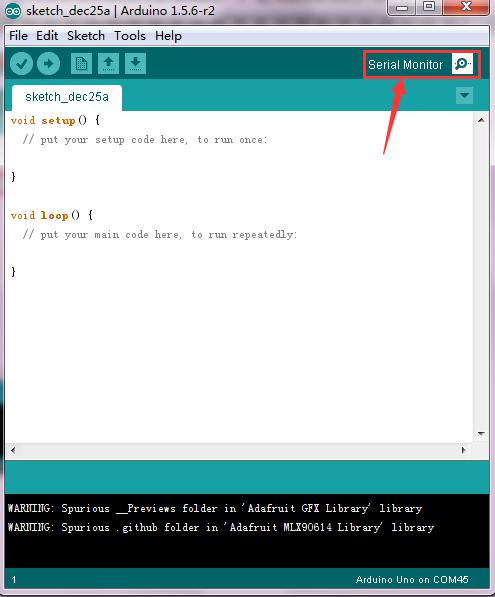 sketch_dec25a | Arduino 1.5.6-r2
File Edit Sketch Tools Help
Serial Monitor
sketch_dec25a
void setup() {
// put your setup code here, to run once:
}
void loop() {
// put your main code here, to run repeatedly:
}
WARNING: Spurious __Previews folder in 'Adafruit GFX Library' library
WARNING: Spurious .github folder in 'Adafruit MLX90614 Library' library
1
Arduino Uno on COM45